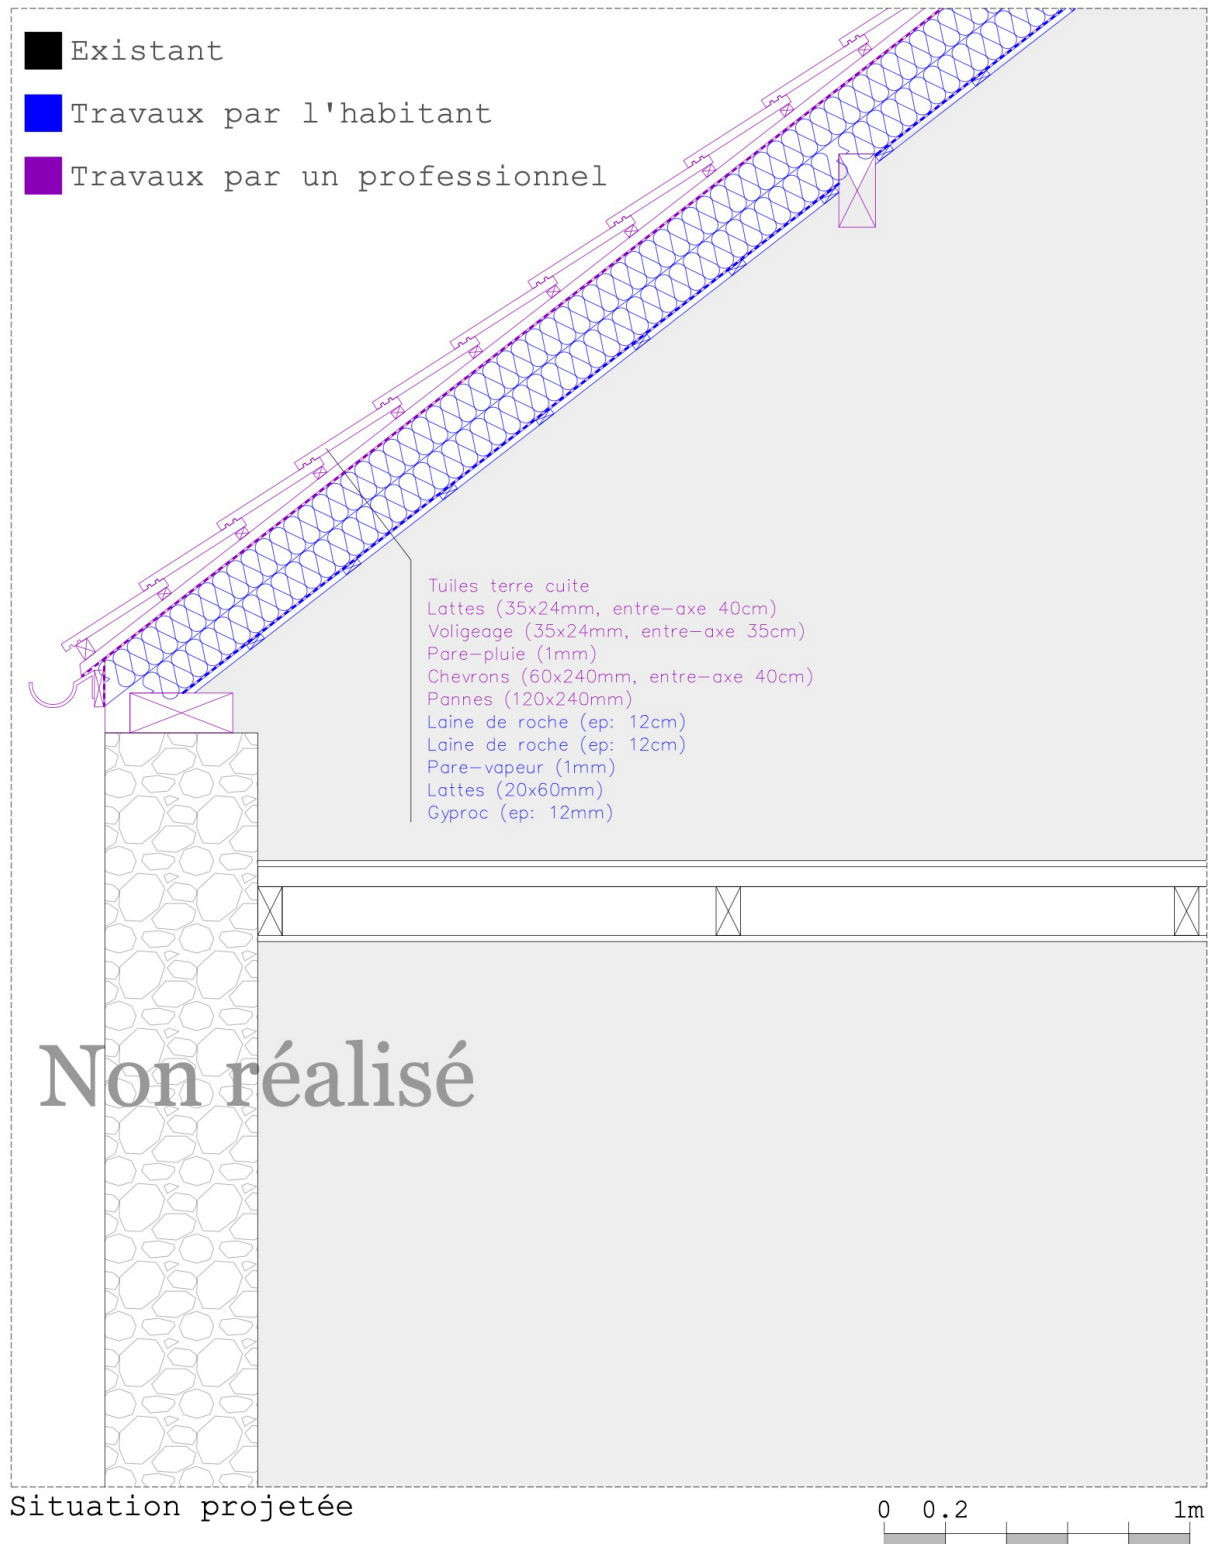 Existant
Travaux par l'habitant
Travaux par un professionnel
Tuiles terre cuite
Lattes (35x24mm, entre-axe 40cm)
Voligeage (35x24mm, entre-axe 35cm)
Pare-pluie (1mm)
Chevrons (60x240mm, entre-axe 40cm)
Pannes (120x240mm)
Laine de roche (ep: 12cm)
Laine de roche (ep: 12cm)
Pare-vapeur (1mm)
Lattes (20x60mm)
Gyproc (ep: 12mm)
Non réalisé
Situation projetée
0 0.2 1m